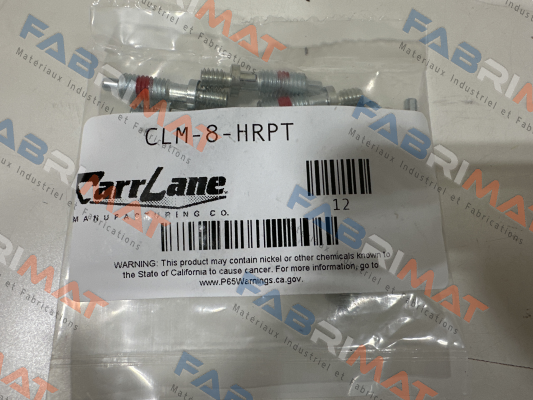 CLM-8-HRPT
CarrLane
MANUFACTURING CO.
12
WARNING: This product may contain nickel or other chemicals known to
the State of California to cause cancer. For more information, go to
www.P65Warnings.ca.gov.
FABRIMAT
Materiaux Industriel et Fabrications